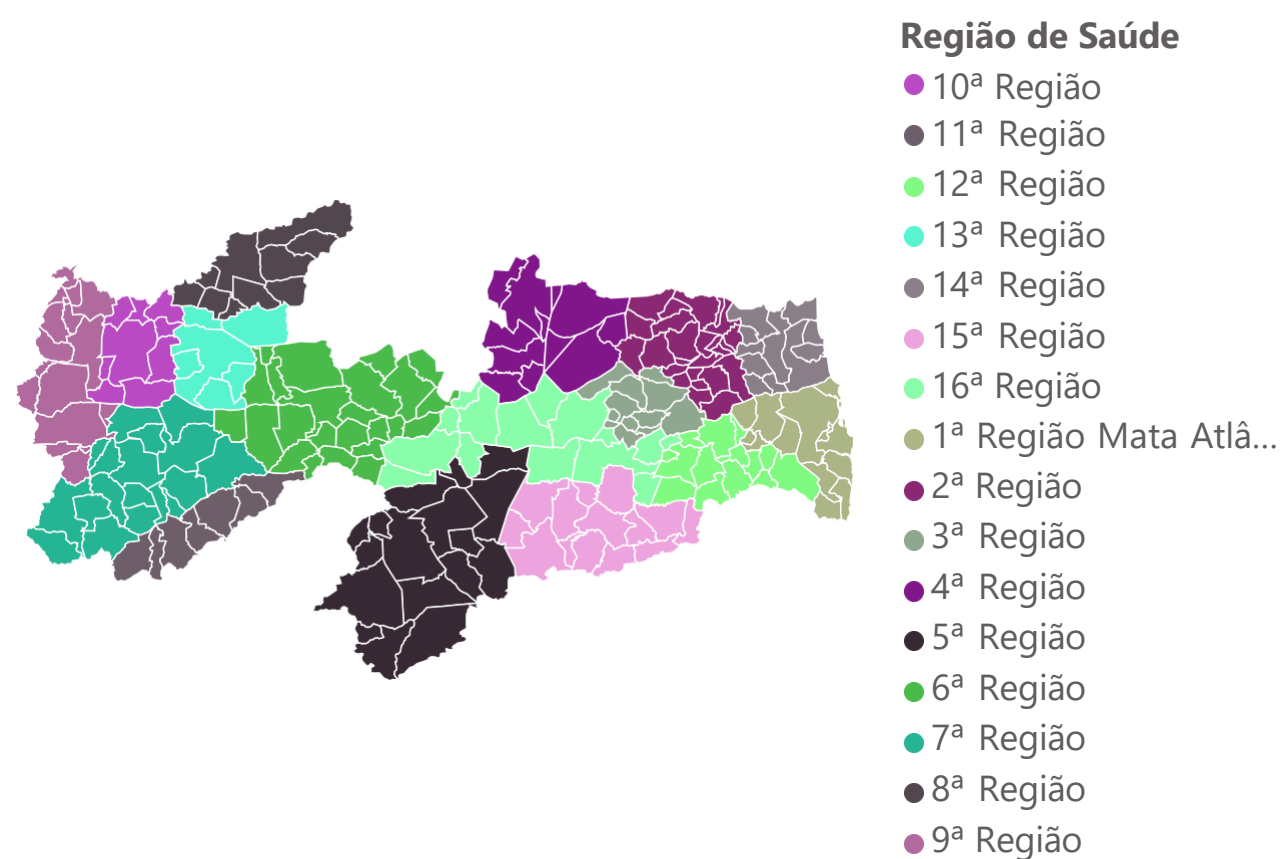 Região de Saúde
10ª Região
11ª Região
12ª Região
13ª Região
14ª Região
15ª Região
16ª Região
1ª Região Mata Atlâ...
2ª Região
3ª Região
4ª Região
5ª Região
6ª Região
7ª Região
8ª Região
9ª Região